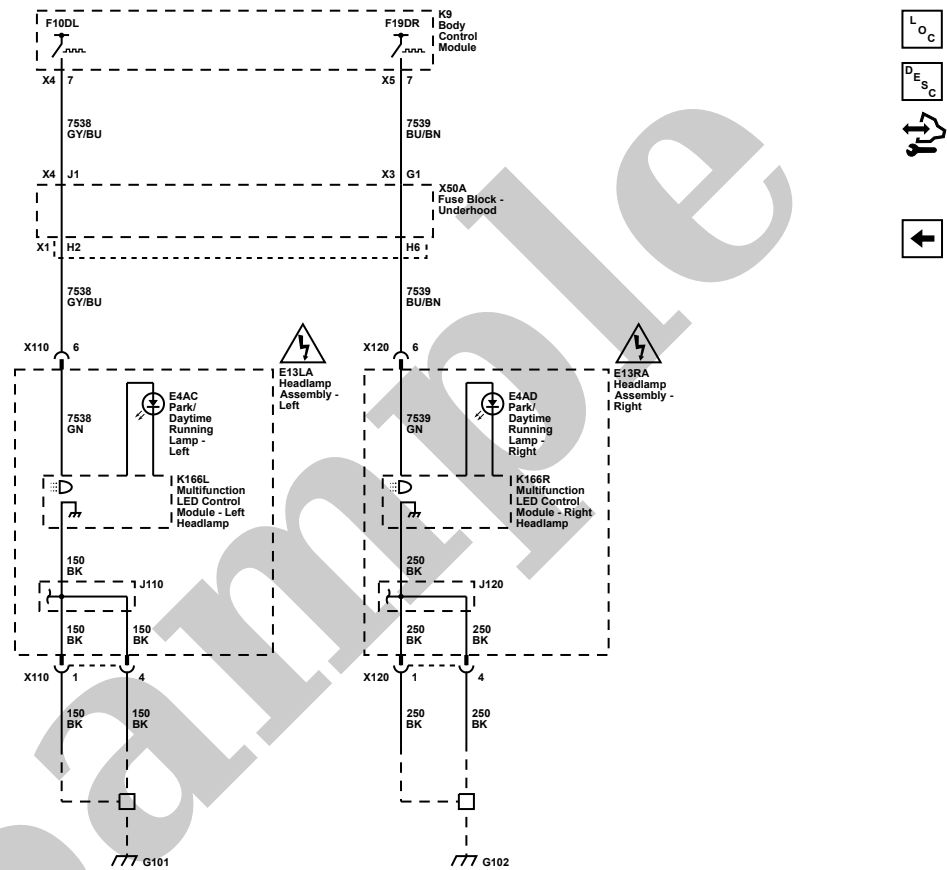 F10DL
F19DR
K9
Body
Control
Module
X4 7
X5 7
7538
GY/BU
7539
BU/BN
X4 J1
X3 G1
X50A
Fuse Block -
Underhood
X1 H2
H6
7538
GY/BU
7539
BU/BN
X110 6
X120 6
E13LA
Headlamp
Assembly -
Left
E13RA
Headlamp
Assembly -
Right
7538
GN
E4AC
Park/
Daytime
Running
Lamp -
Left
7539
GN
E4AD
Park/
Daytime
Running
Lamp -
Right
K166L
Multifunction
LED Control
Module - Left
Headlamp
K166R
Multifunction
LED Control
Module - Right
Headlamp
150
BK
J110
250
BK
J120
150
BK
150
BK
250
BK
250
BK
X110 1 4
X120 1 4
150
BK
150
BK
250
BK
250
BK
G101
G102
LOC
DESC
Sample